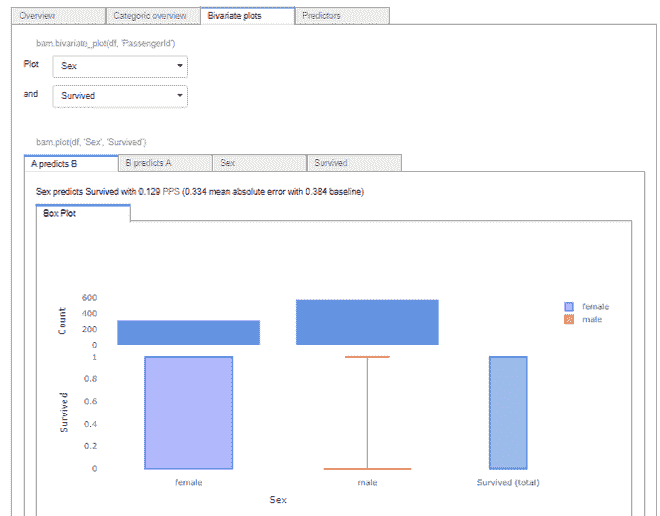 Overview Categoric overview Bivariate plots Predictors
bam.bivariate_plot(df, 'PassengerId')
Plot Sex
and Survived
bam.plot(df, 'Sex', 'Survived')
A predicts B B predicts A Sex Survived
Sex predicts Survived with 0.129 PPS (0.334 mean absolute error with 0.384 baseline)
Box Plot
600
400
200
0
Count
female
male
1
0.8
0.6
0.4
0.2
0
Survived
female male Survived (total)
Sex